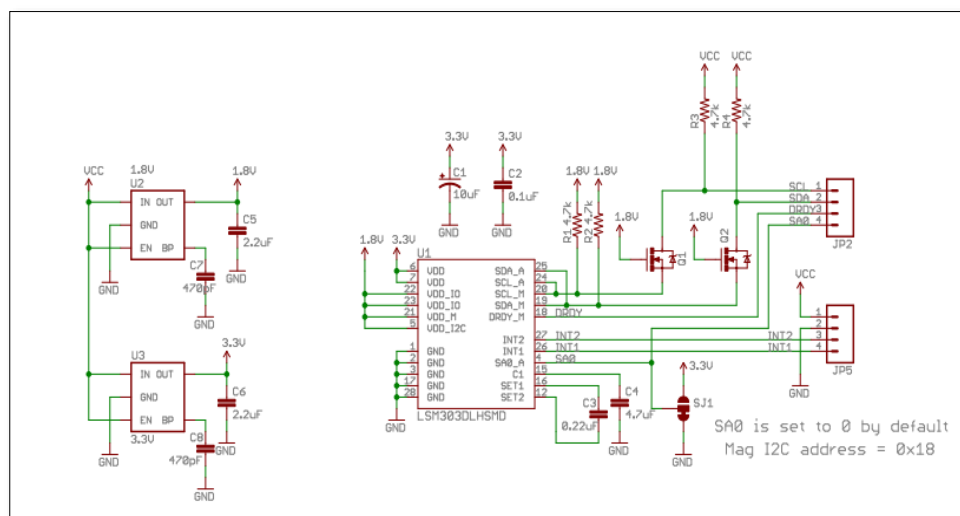 VCC
1.8V
U2
IN OUT
GND
EN BP
1.8V
C5
2.2uF
GND
GND
C7
470pF
GND
U3
IN OUT
GND
EN BP
3.3V
3.3V
C6
2.2uF
GND
GND
C8
470pF
GND
3.3V
C1
10uF
GND
3.3V
C2
0.1uF
GND
1.8V
3.3V
U1
6 VDD
7 VDD
22 VDD_IO
23 VDD_IO
21 VDD_M
5 VDD_I2C
1 GND
2 GND
3 GND
17 GND
28 GND
GND
SDA_A 25
SCL_A 24
SCL_M 20
SDA_M 19
DRDY_M 18
INT2 27
INT1 26
SA0_A 4
C1 15
SET1 16
SET2 12
LSM303DLHSMD
DRDY
INT2
INT1
SA0
1.8V 1.8V
R1 4.7k
R2 4.7k
1.8V
Q1
1.8V
Q2
VCC VCC
R3 4.7k
R4 4.7k
SCL 1
SDA 2
DRDY 3
SA0 4
JP2
VCC
1
2
INT2 3
INT1 4
JP5
GND
C3
0.22uF
C4
4.7uF
GND
3.3V
SJ1
GND
SA0 is set to 0 by default
Mag I2C address = 0x18